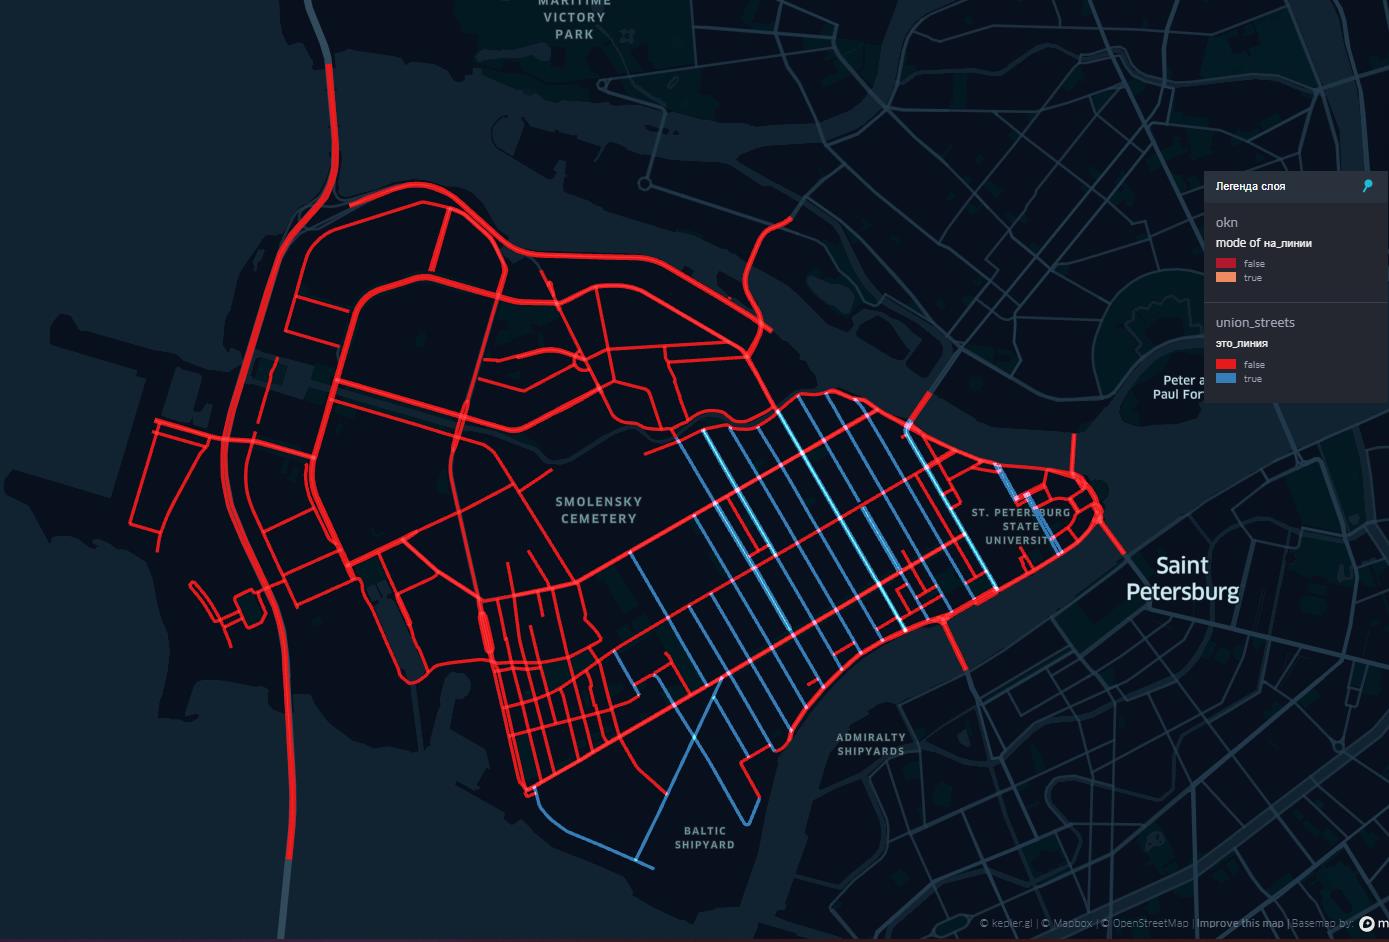 MARITIME
VICTORY
PARK
Легенда слоя
okn
mode of на_линии
false
true
union_streets
это_линия
false
true
Peter a
Paul For
SMOLENSKY
CEMETERY
ST. PETERSBURG
STATE
UNIVERSIT
Saint
Petersburg
ADMIRALTY
SHIPYARDS
BALTIC
SHIPYARD
© kepler.gl | © Mapbox | © OpenStreetMap | Improve this map | Basemap by: m